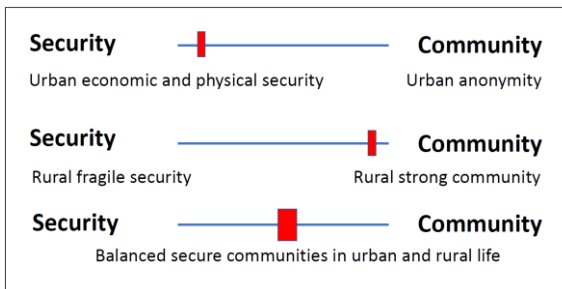 Security Community
Urban economic and physical security Urban anonymity
Security Community
Rural fragile security Rural strong community
Security Community
Balanced secure communities in urban and rural life